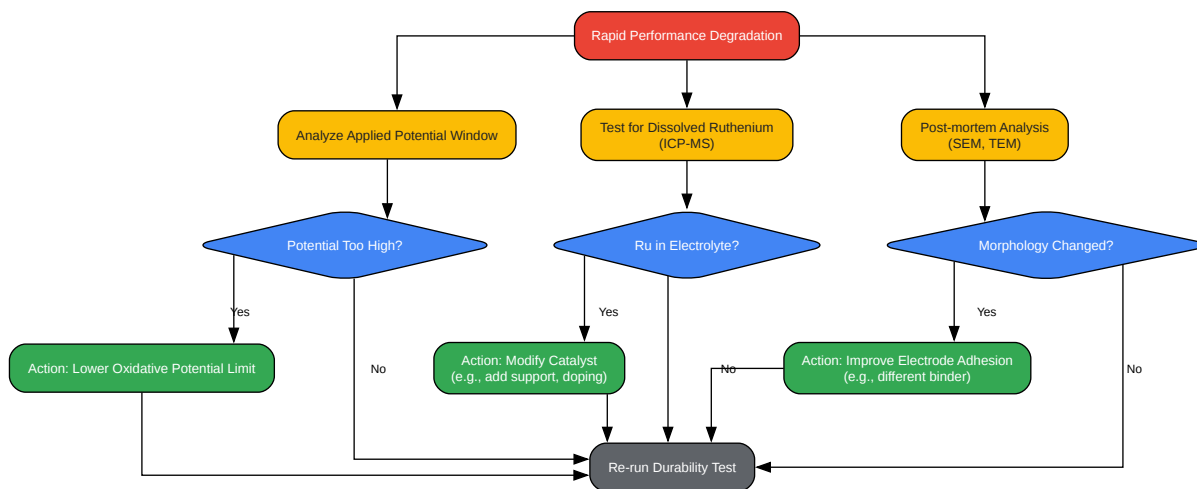 Rapid Performance Degradation
Analyze Applied Potential Window
Test for Dissolved Ruthenium
(ICP-MS)
Post-mortem Analysis
(SEM, TEM)
Potential Too High?
Ru in Electrolyte?
Morphology Changed?
Yes
Yes
Yes
Action: Lower Oxidative Potential Limit
No
Action: Modify Catalyst
(e.g., add support, doping)
No
Action: Improve Electrode Adhesion
(e.g., different binder)
No
Re-run Durability Test